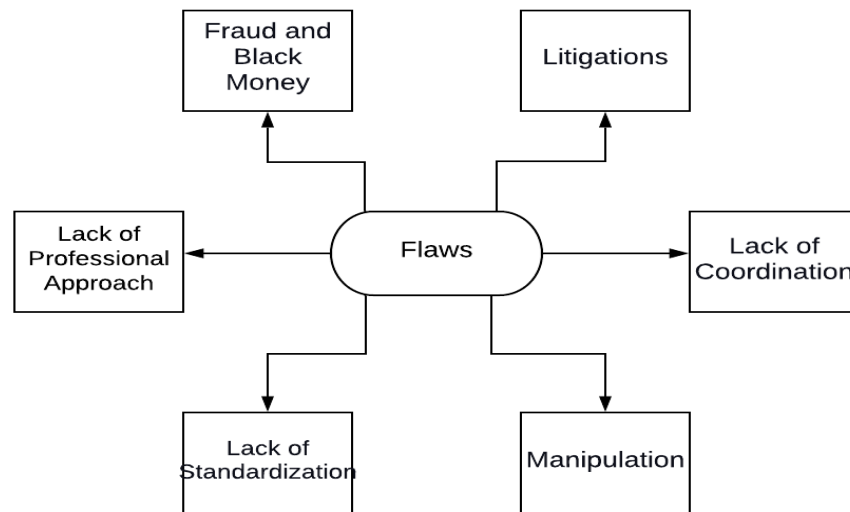 Fraud and
Black
Money
Litigations
Lack of
Professional
Approach
Flaws
Lack of
Coordination
Lack of
Standardization
Manipulation